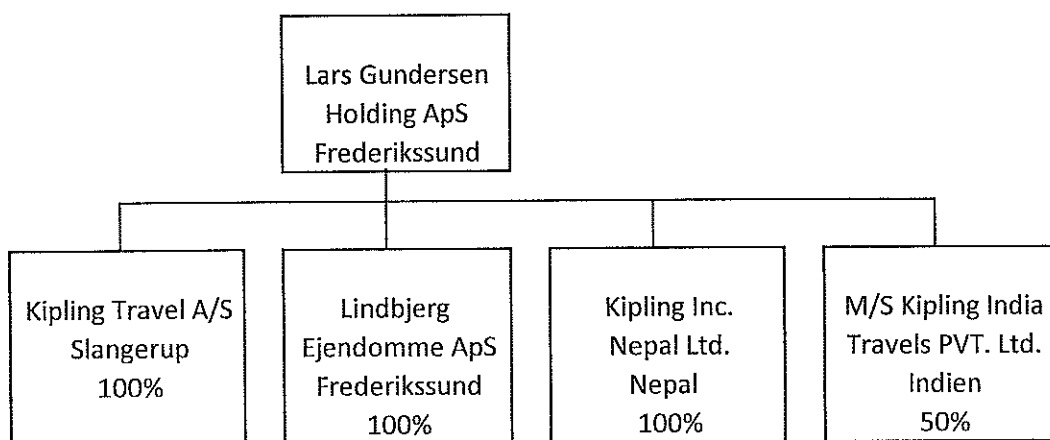 Lars Gundersen
Holding ApS
Frederikssund
Kipling Travel A/S
Slangerup
100%
Lindbjerg
Ejendomme ApS
Frederikssund
100%
Kipling Inc.
Nepal Ltd.
Nepal
100%
M/S Kipling India
Travels PVT. Ltd.
Indien
50%